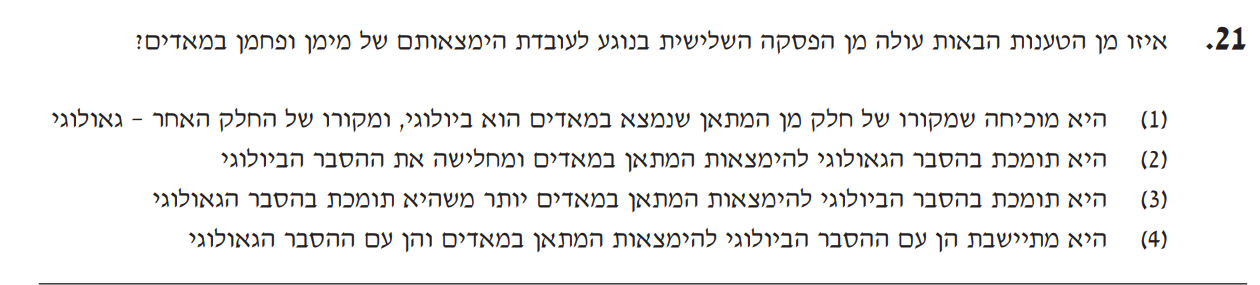 21. איזו מן הטענות הבאות עולה מן הפסקה השלישית בנוגע לעובדת הימצאותם של מימן ופחמן במאדים?
(1) היא מוכיחה שמקורו של חלק מן המתאן שנמצא במאדים הוא ביולוגי, ומקורו של החלק האחר – גאולוגי
(2) היא תומכת בהסבר הגאולוגי להימצאות המתאן במאדים ומחלישה את ההסבר הביולוגי
(3) היא תומכת בהסבר הביולוגי להימצאות המתאן במאדים יותר משהיא תומכת בהסבר הגאולוגי
(4) היא מתיישבת הן עם ההסבר הביולוגי להימצאות המתאן במאדים והן עם ההסבר הגאולוגי